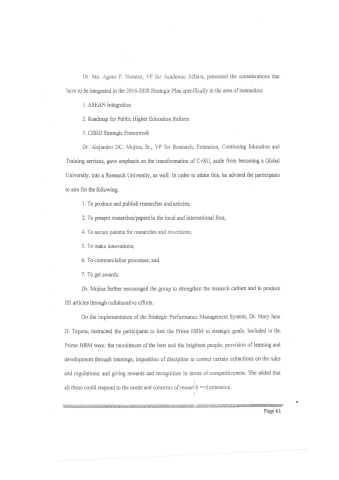 Dr. Ma. Agnes P. Nuestro, VP for Academic Affairs, presented the considerations that
have to be integrated in the 2016-2020 Strategic Plan specifically in the area of instruction:
1. ASEAN Integration
2. Roadmap for Public Higher Education Reform
3. CHED Strategic Framework
Dr. Alejandro DC. Mojica, Sr., VP for Research, Extension, Continuing Education and
Training services, gave emphasis on the transformation of CvSU, aside from becoming a Global
University, into a Research University, as well. In order to attain this, he advised the participants
to aim for the following:
1. To produce and publish researches and articles;
2. To present researches/papers in the local and international fora;
4. To secure patents for researches and inventions;
5. To make innovations;
6. To commercialize processes; and
7. To get awards.
Dr. Mojica further encouraged the group to strengthen the research culture and to produce
ISI articles through collaborative efforts.
On the implementation of the Strategic Performance Management System, Dr. Mary Jane
D. Tepora, instructed the participants to link the Prime HRM to strategic goals. Included in the
Prime HRM were: the recruitment of the best and the brightest people; provision of learning and
development through trainings; imposition of discipline to correct certain infractions on the rules
and regulations; and giving rewards and recognition in terms of competitiveness. She added that
all these could respond to the needs and concerns of research and extension.
Page 41